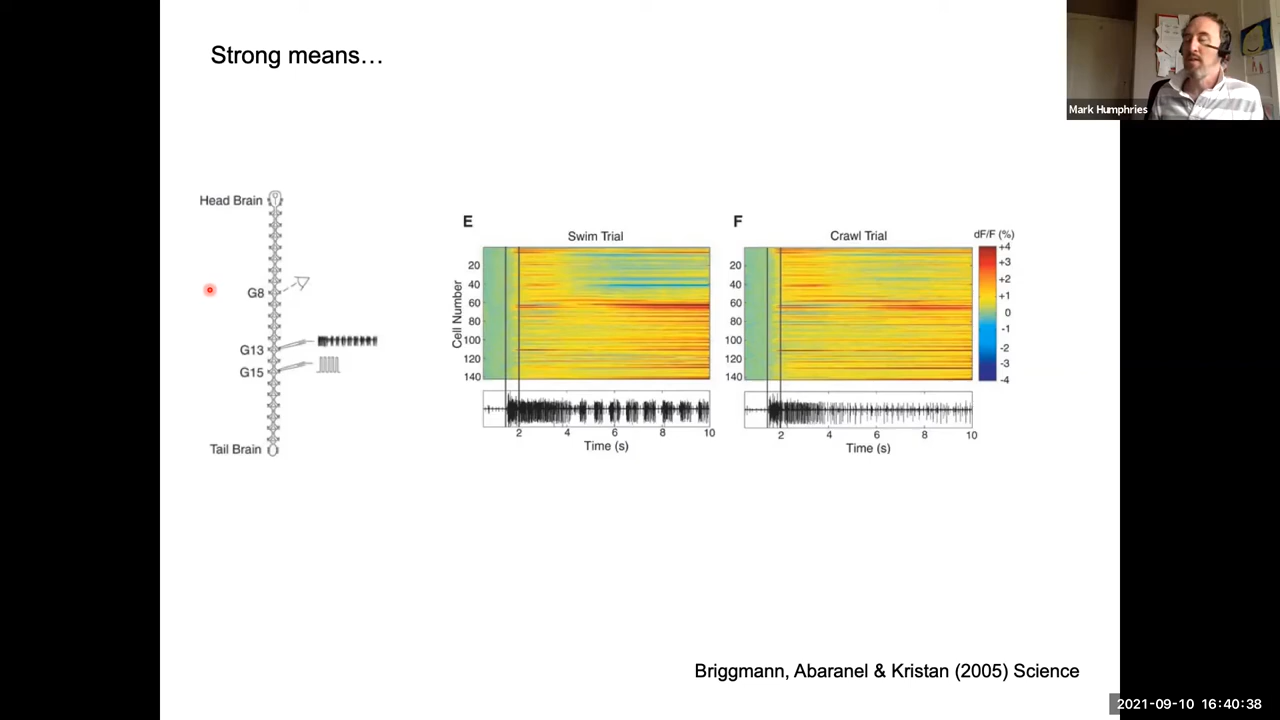 Strong means…
Mark Humphries
Head Brain
G8
G13
G15
Tail Brain
E
Swim Trial
Cell Number
20
40
60
80
100
120
140
2 4 6 8 10
Time (s)
F
Crawl Trial
20
40
60
80
100
120
140
2 4 6 8 10
Time (s)
dF/F (%)
+4
+3
+2
+1
0
-1
-2
-3
-4
Briggmann, Abaranel & Kristan (2005) Science
2021-09-10 16:40:38